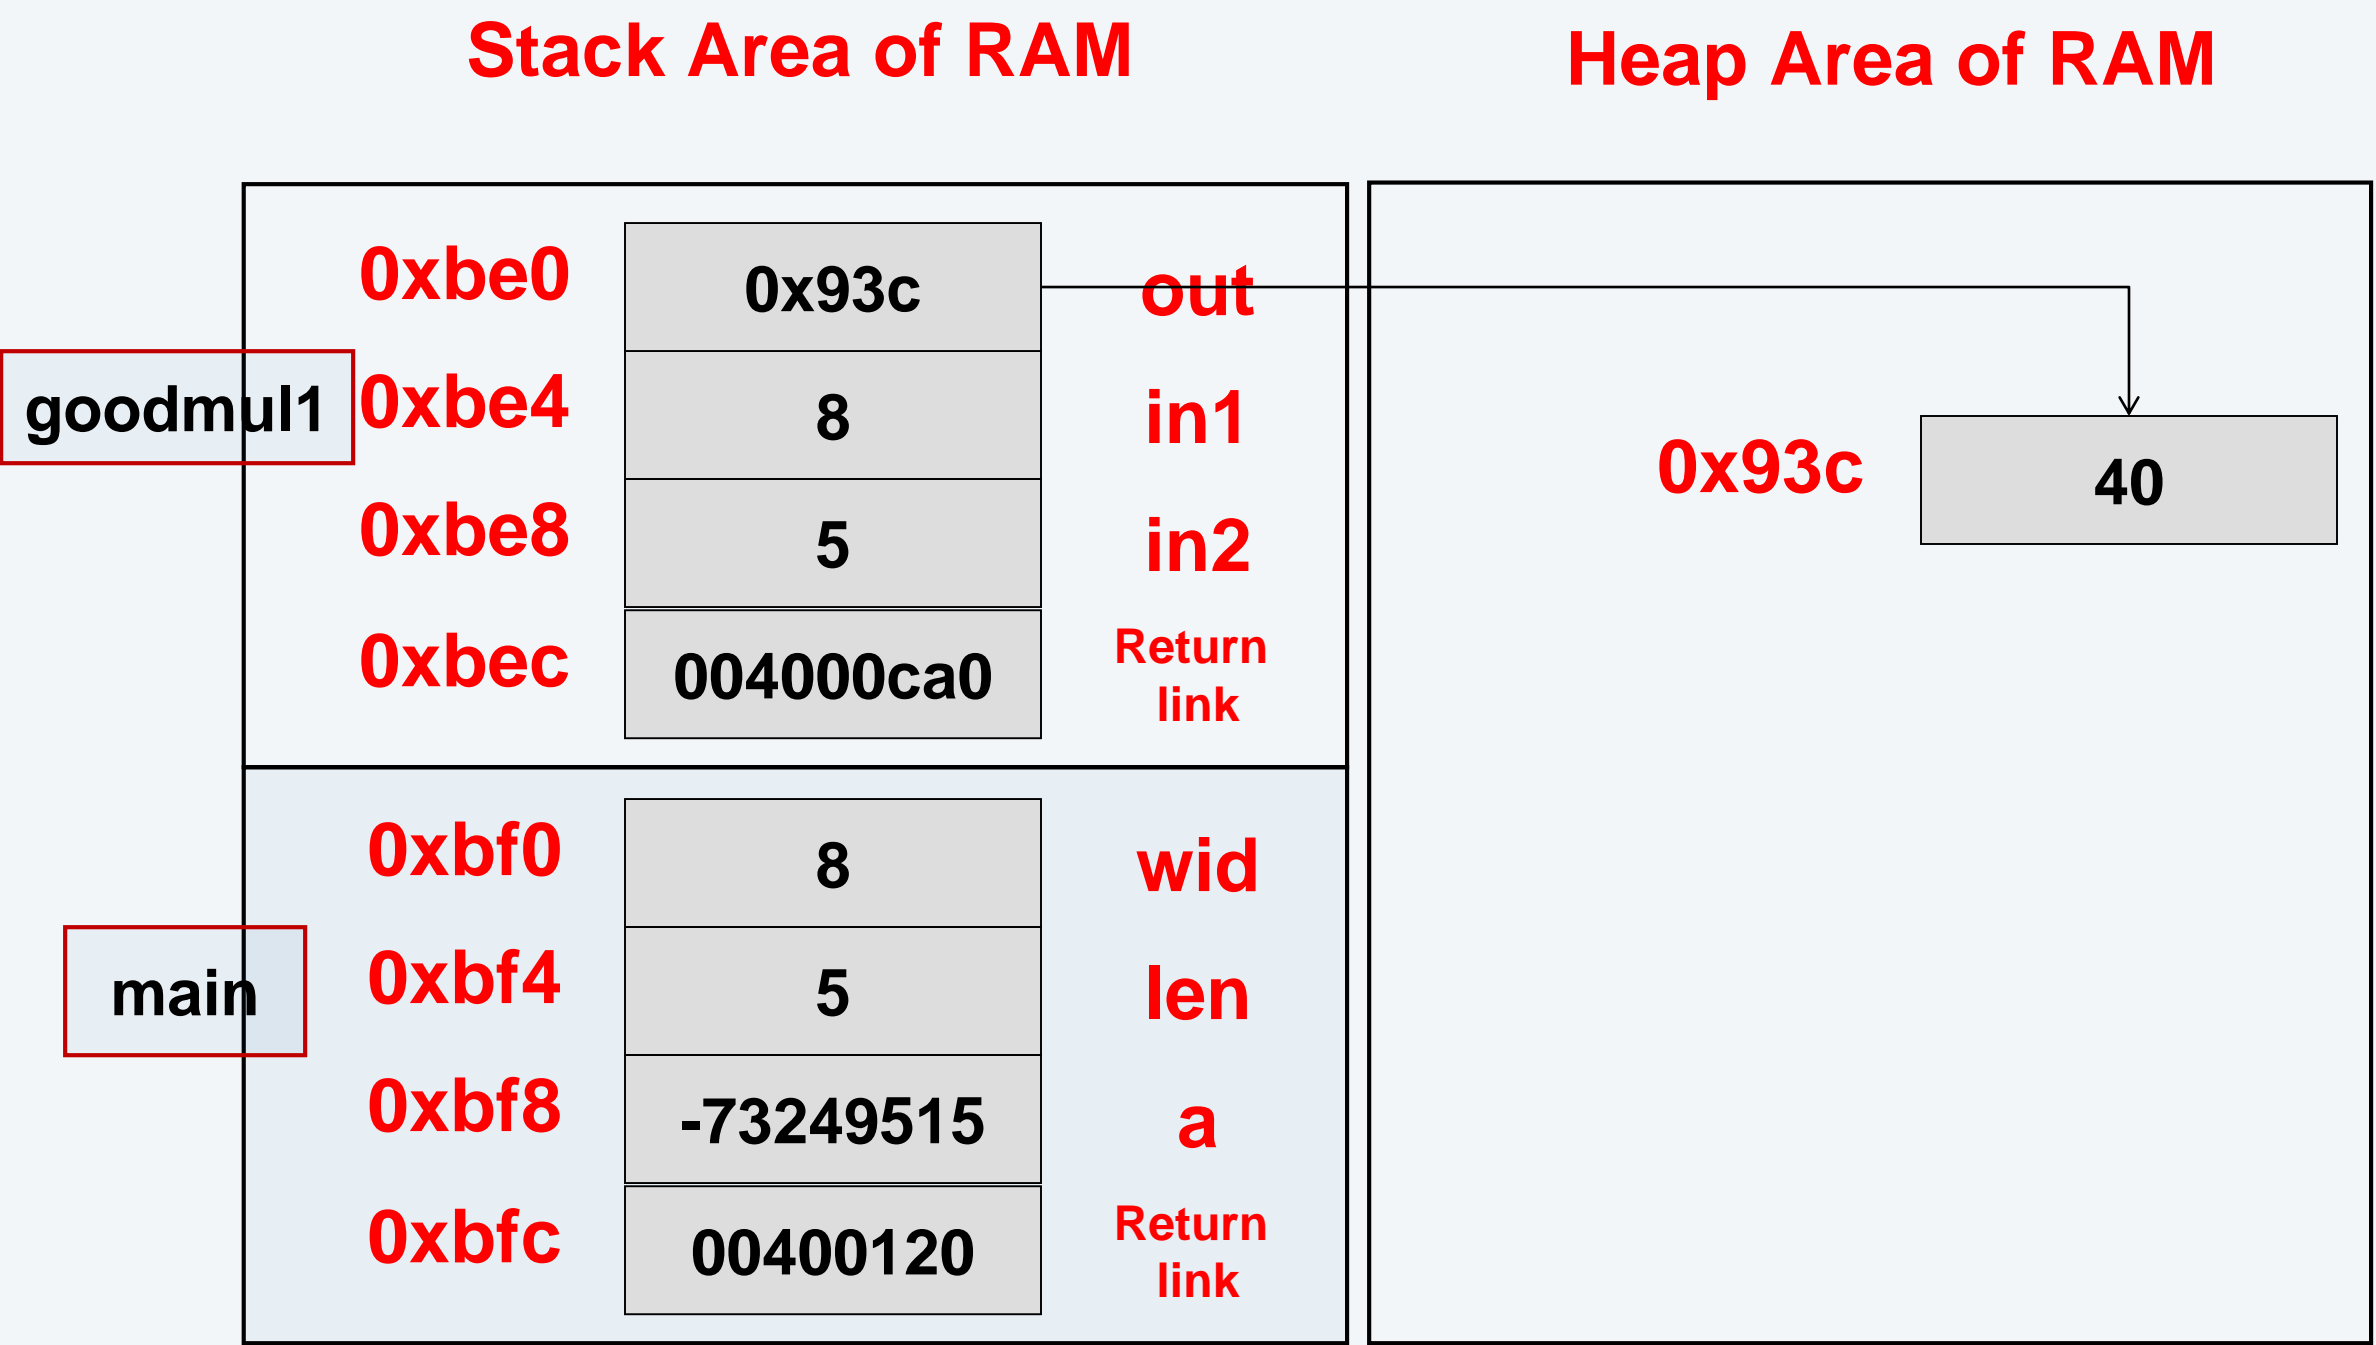 Stack Area of RAM
Heap Area of RAM
0xbe0 0x93c out
goodmul1 0xbe4 8 in1
0x93c 40
0xbe8 5 in2
0xbec 004000ca0 Return
link
0xbf0 8 wid
main 0xbf4 5 len
0xbf8 -73249515 a
0xbfc 00400120 Return
link